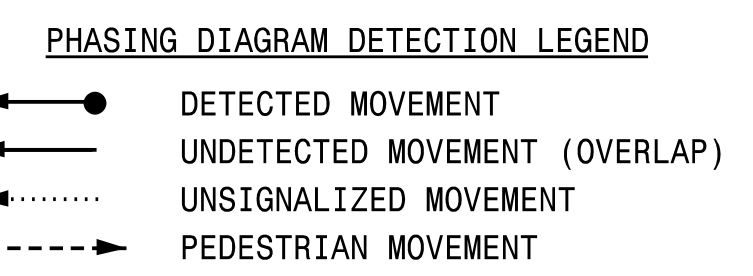 PHASING DIAGRAM DETECTION LEGEND
DETECTED MOVEMENT
UNDETECTED MOVEMENT (OVERLAP)
UNSIGNALIZED MOVEMENT
PEDESTRIAN MOVEMENT